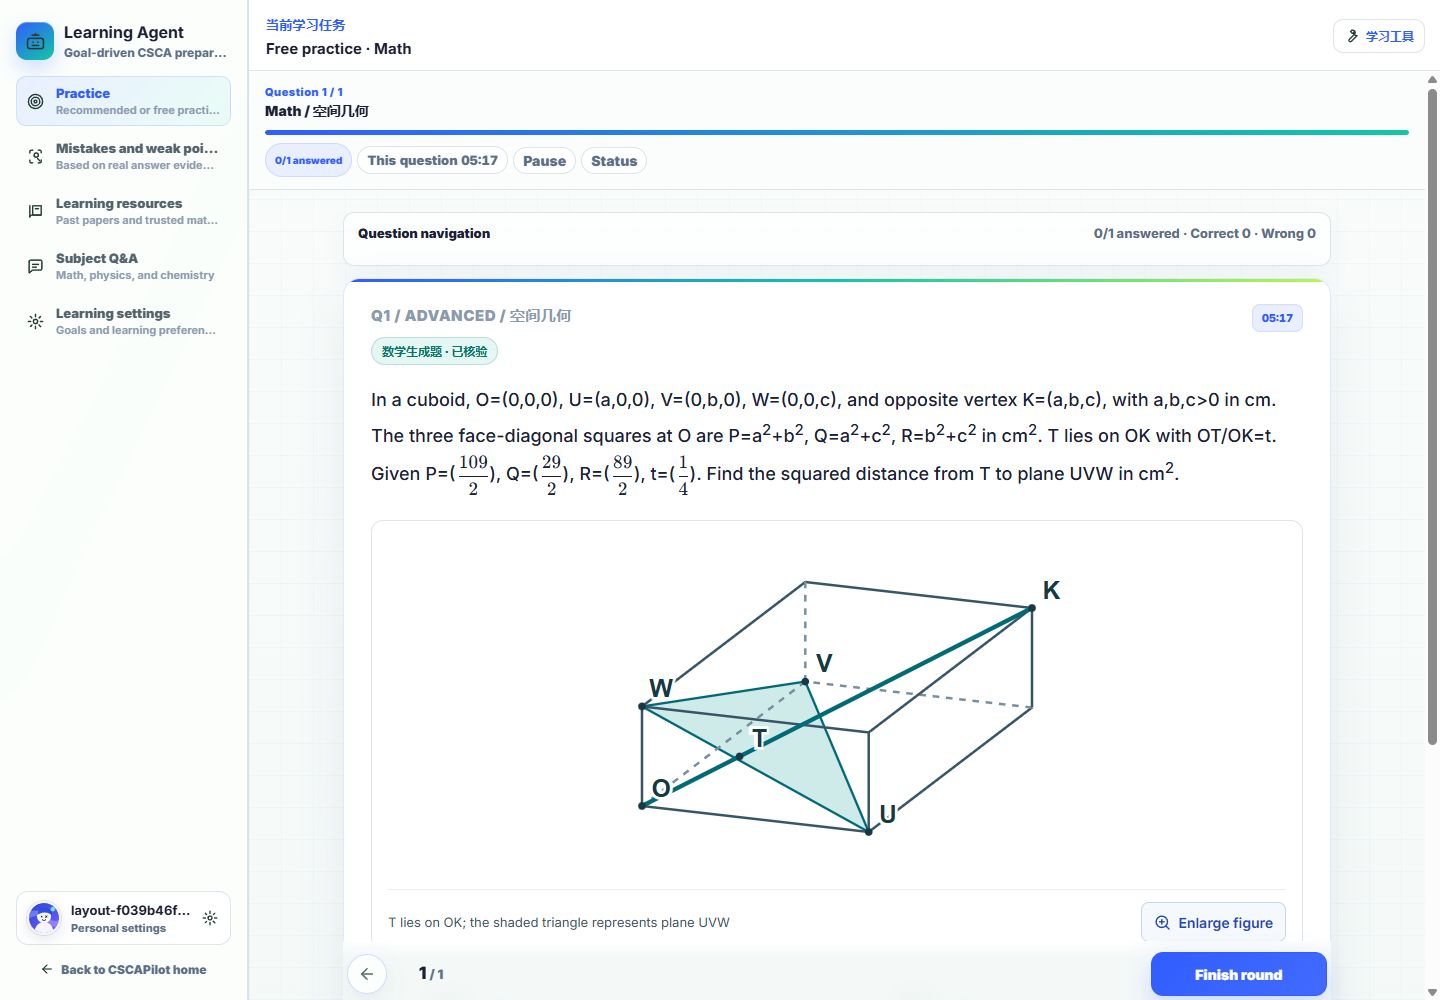 Learning Agent
Goal-driven CSCA prepar...
Practice
Recommended or free practi...
Mistakes and weak poi...
Based on real answer evide...
Learning resources
Past papers and trusted mat...
Subject Q&A
Math, physics, and chemistry
Learning settings
Goals and learning preferen...
layout-f039b46f...
Personal settings
Back to CSCAPilot home
当前学习任务
Free practice · Math
学习工具
Question 1 / 1
Math / 空间几何
0/1 answered
This question 05:17
Pause
Status
Question navigation
0/1 answered · Correct 0 · Wrong 0
Q1 / ADVANCED / 空间几何
05:17
数学生成题 · 已核验
In a cuboid, O=(0,0,0), U=(a,0,0), V=(0,b,0), W=(0,0,c), and opposite vertex K=(a,b,c), with a,b,c>0 in cm.
The three face-diagonal squares at O are P=a²+b², Q=a²+c², R=b²+c² in cm². T lies on OK with OT/OK=t.
Given P=(109/2), Q=(29/2), R=(89/2), t=(1/4). Find the squared distance from T to plane UVW in cm².
K
V
W
T
O
U
T lies on OK; the shaded triangle represents plane UVW
Enlarge figure
1 / 1
Finish round